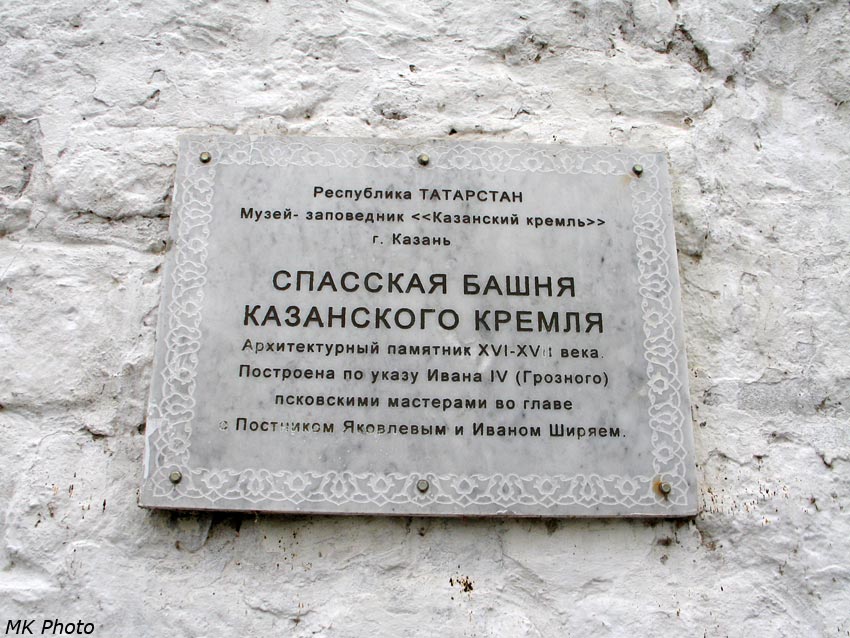 Республика ТАТАРСТАН
Музей- заповедник <<Казанский кремль>>
г. Казань
СПАССКАЯ БАШНЯ
КАЗАНСКОГО КРЕМЛЯ
Архитектурный памятник XVI-XVII века.
Построена по указу Ивана IV (Грозного)
псковскими мастерами во главе
с Постником Яковлевым и Иваном Ширяем.
MK Photo